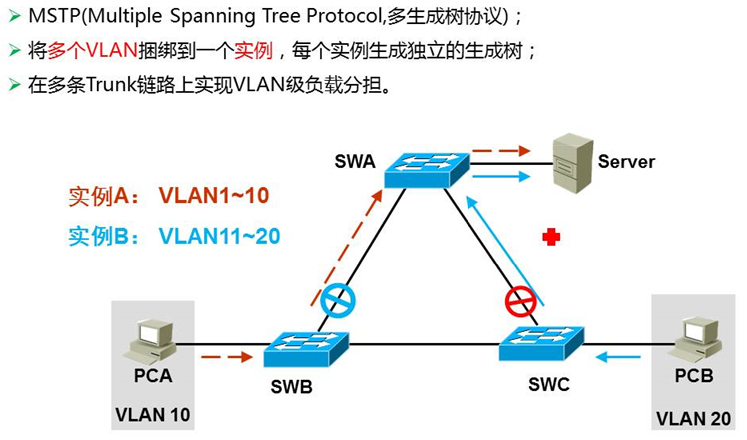 MSTP(Multiple Spanning Tree Protocol,多生成树协议)；
将多个VLAN捆绑到一个实例，每个实例生成独立的生成树；
在多条Trunk链路上实现VLAN级负载分担。
SWA
Server
实例A： VLAN1~10
实例B： VLAN11~20
PCA
SWB
SWC
PCB
VLAN 10
VLAN 20